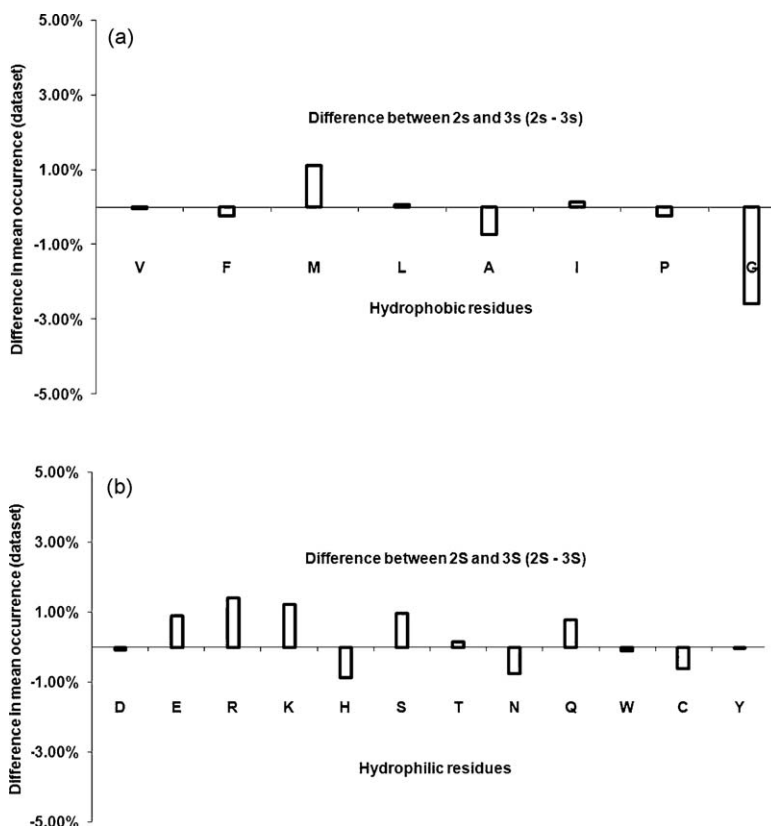 (a)
5.00%
3.00%
1.00%
-1.00%
-3.00%
-5.00%
Difference In mean occurrence (dataset)
Difference between 2s and 3s (2s - 3s)
V F M L A I P G
Hydrophobic residues
(b)
5.00%
3.00%
1.00%
-1.00%
-3.00%
-5.00%
Difference In mean occurrence (dataset)
Difference between 2S and 3S (2S - 3S)
D E R K H S T N Q W C Y
Hydrophilic residues